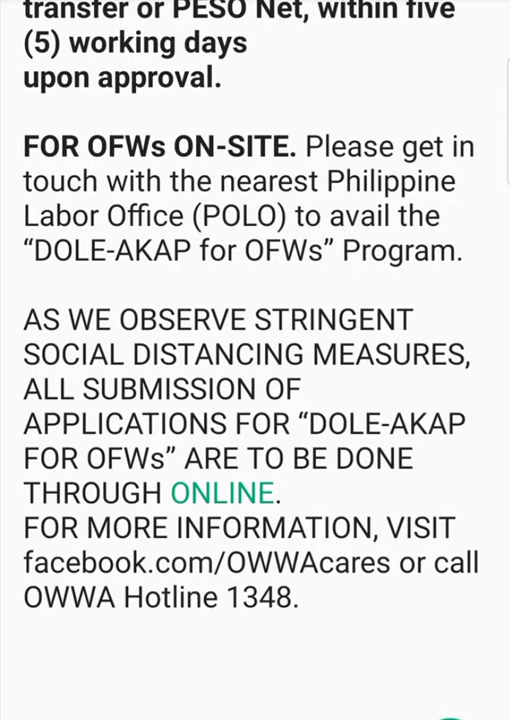 transfer or PESO Net, within five
(5) working days
upon approval.
FOR OFWs ON-SITE. Please get in
touch with the nearest Philippine
Labor Office (POLO) to avail the
“DOLE-AKAP for OFWs” Program.
AS WE OBSERVE STRINGENT
SOCIAL DISTANCING MEASURES,
ALL SUBMISSION OF
APPLICATIONS FOR “DOLE-AKAP
FOR OFWs” ARE TO BE DONE
THROUGH ONLINE.
FOR MORE INFORMATION, VISIT
facebook.com/OWWAcares or call
OWWA Hotline 1348.